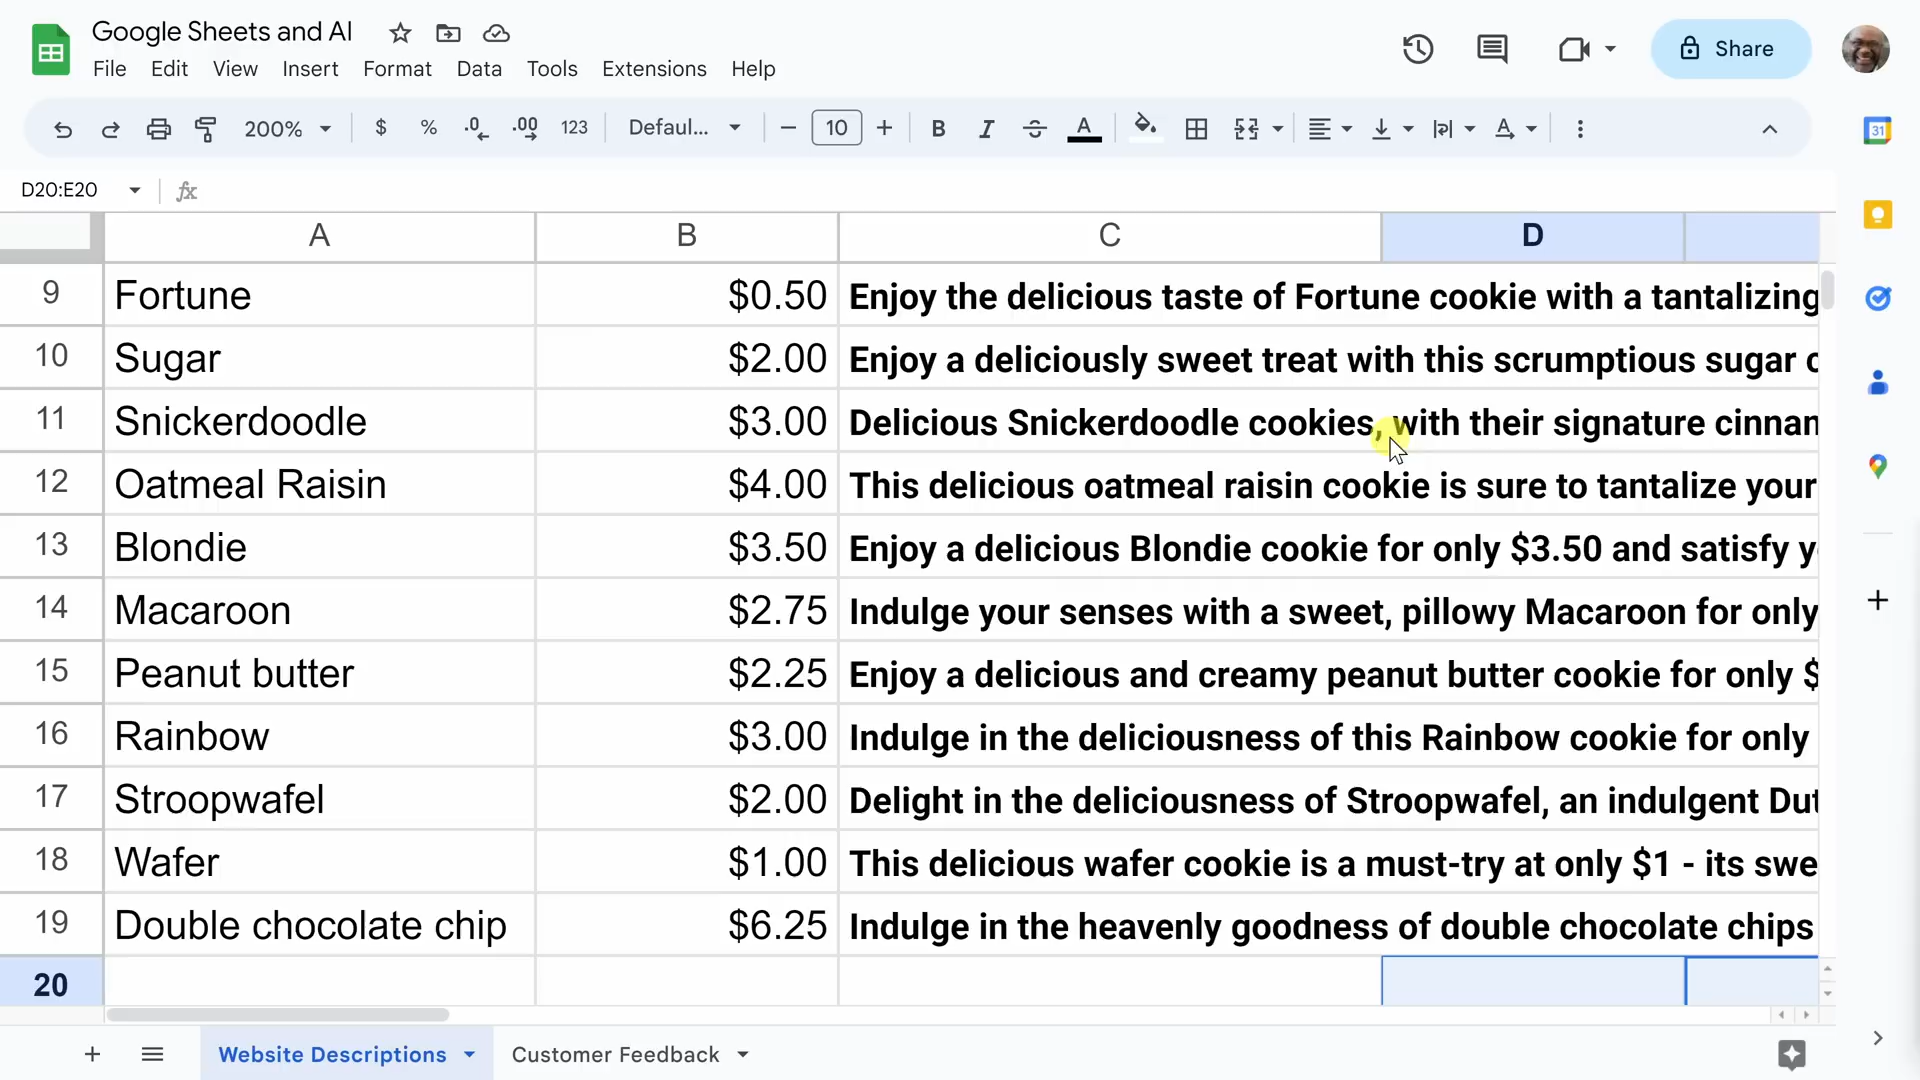 Google Sheets and AI
File Edit View Insert Format Data Tools Extensions Help
Share
200% $ % .0 .00 123 Defaul... 10 B I A
31
D20:E20 fx
A B C D
9 Fortune $0.50 Enjoy the delicious taste of Fortune cookie with a tantalizing
10 Sugar $2.00 Enjoy a deliciously sweet treat with this scrumptious sugar c
11 Snickerdoodle $3.00 Delicious Snickerdoodle cookies, with their signature cinnan
12 Oatmeal Raisin $4.00 This delicious oatmeal raisin cookie is sure to tantalize your
13 Blondie $3.50 Enjoy a delicious Blondie cookie for only $3.50 and satisfy y
14 Macaroon $2.75 Indulge your senses with a sweet, pillowy Macaroon for only
15 Peanut butter $2.25 Enjoy a delicious and creamy peanut butter cookie for only $
16 Rainbow $3.00 Indulge in the deliciousness of this Rainbow cookie for only
17 Stroopwafel $2.00 Delight in the deliciousness of Stroopwafel, an indulgent Dut
18 Wafer $1.00 This delicious wafer cookie is a must-try at only $1 - its swe
19 Double chocolate chip $6.25 Indulge in the heavenly goodness of double chocolate chips
20
Website Descriptions Customer Feedback